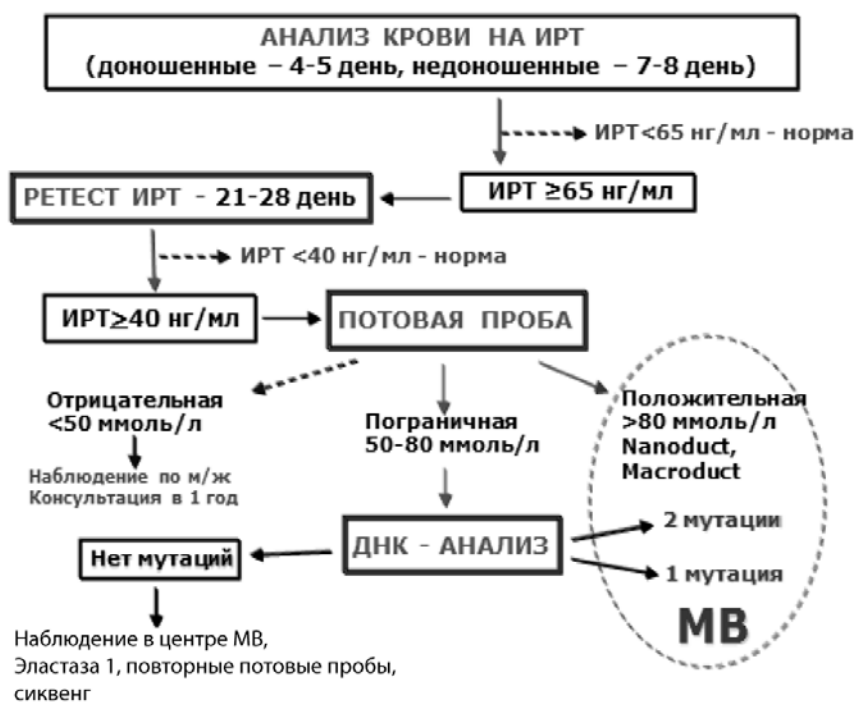 АНАЛИЗ КРОВИ НА ИРТ
(доношенные – 4-5 день, недоношенные – 7-8 день)
ИРТ<65 нг/мл - норма
ИРТ ≥65 нг/мл
РЕТЕСТ ИРТ - 21-28 день
ИРТ <40 нг/мл - норма
ИРТ≥40 нг/мл
ПОТОВАЯ ПРОБА
Отрицательная
<50 ммоль/л
Пограничная
50-80 ммоль/л
Положительная
>80 ммоль/л
Nanoduct,
Macroduct
Наблюдение по м/ж
Консультация в 1 год
ДНК - АНАЛИЗ
2 мутации
1 мутация
МВ
Нет мутаций
Наблюдение в центре МВ,
Эластаза 1, повторные потовые пробы,
сиквенг